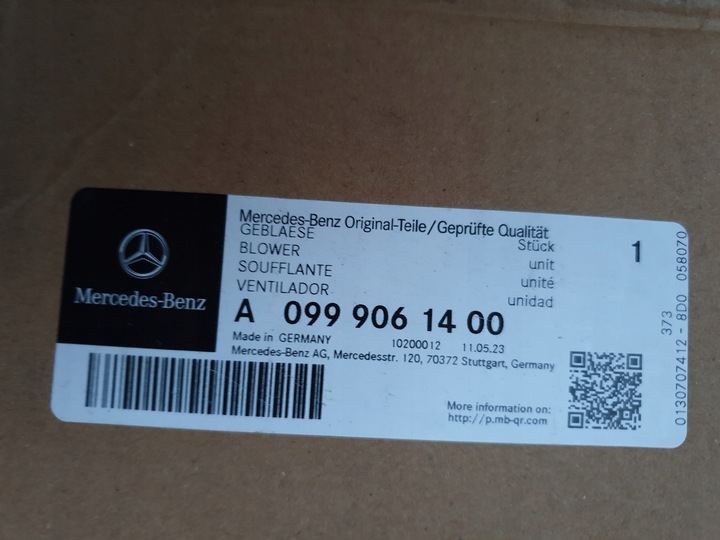 Mercedes-Benz
Mercedes-Benz Original-Teile/Geprüfte Qualität
GEBLAESE Stück 1
BLOWER unit
SOUFFLANTE unité
VENTILADOR unidad
A 099 906 14 00
Made in GERMANY 10200012 11.05.23
Mercedes-Benz AG, Mercedesstr. 120, 70372 Stuttgart, Germany
More information on:
http://p.mb-qr.com
373
0130707412 - 8D0 058070